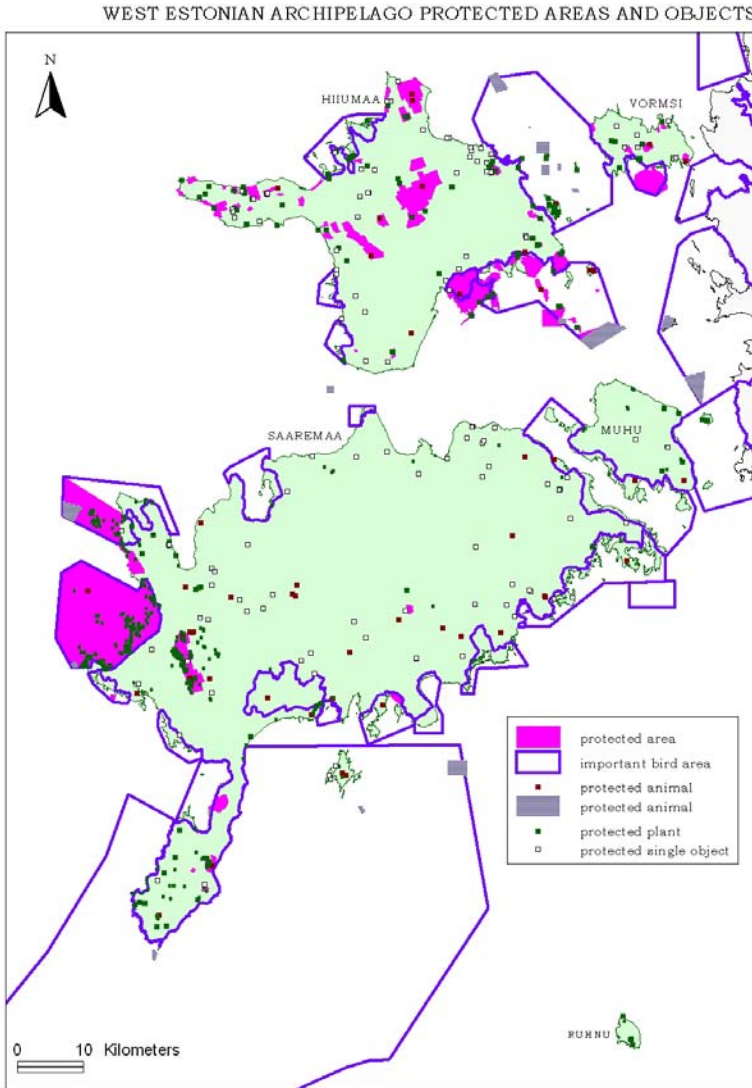 WEST ESTONIAN ARCHIPELAGO PROTECTED AREAS AND OBJECTS
N
HIIUMAA
VORMSI
SAAREMAA
MUHU
protected area
important bird area
protected animal
protected animal
protected plant
protected single object
RUHNU
0 10 Kilometers